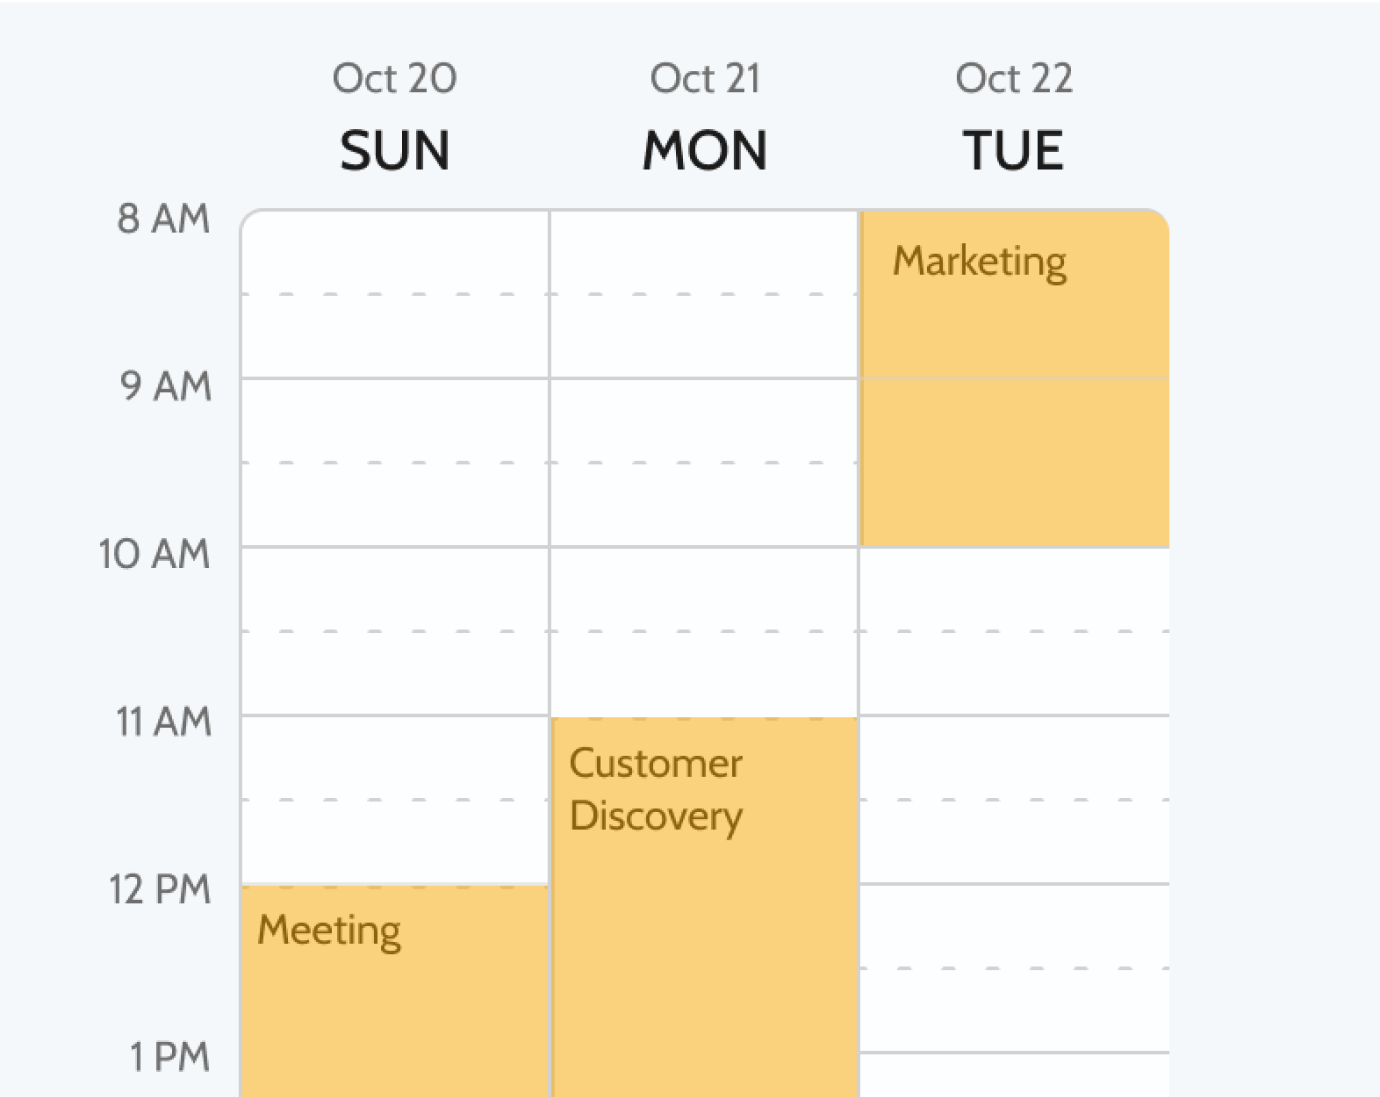 Oct 20 Oct 21 Oct 22
SUN MON TUE
8 AM
Marketing
9 AM
10 AM
11 AM
Customer
Discovery
12 PM
Meeting
1 PM